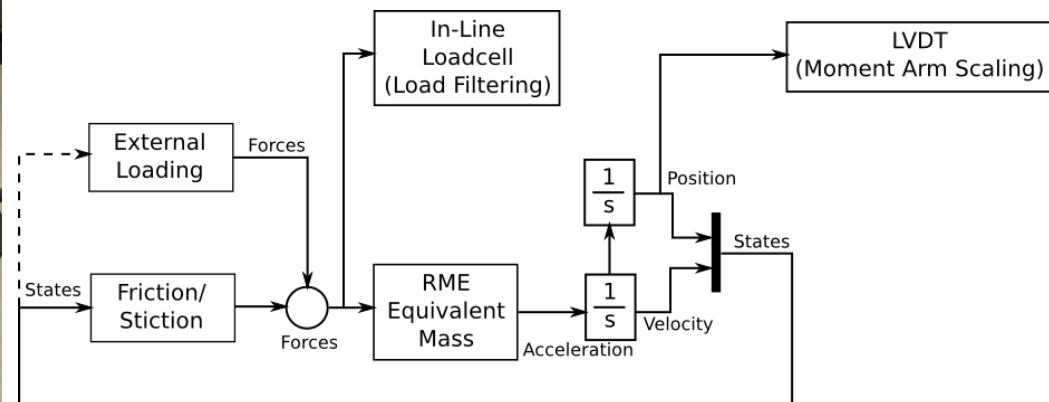 In-Line
Loadcell
(Load Filtering)
LVDT
(Moment Arm Scaling)
External
Loading
Forces
1
s
Position
States
States
Friction/
Stiction
Forces
RME
Equivalent
Mass
Acceleration
1
s
Velocity